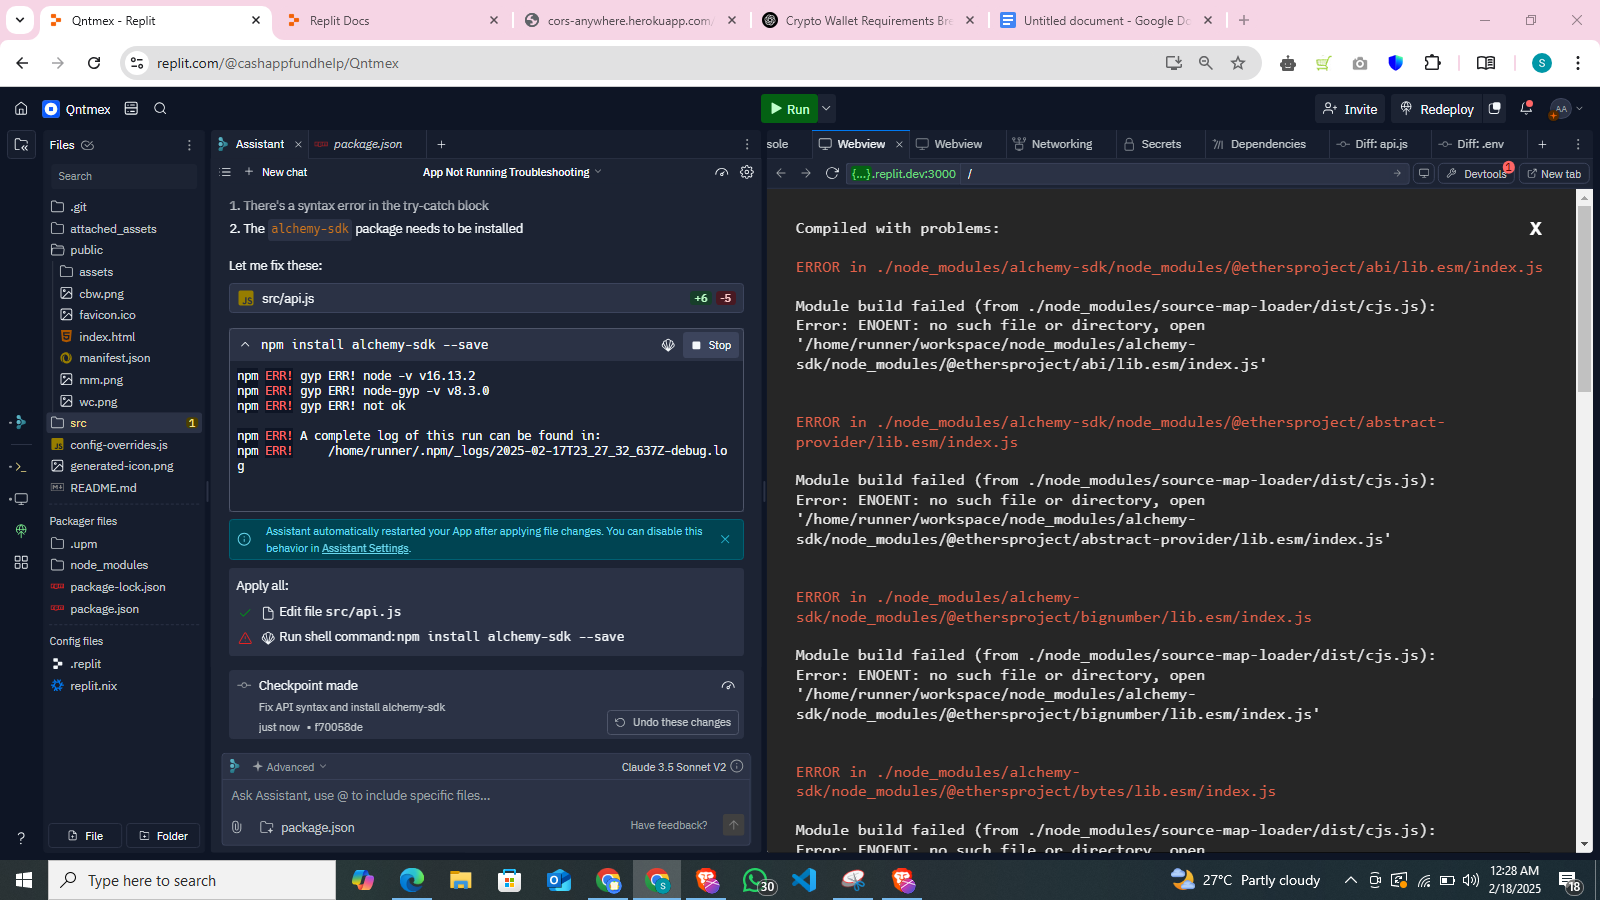 Qntmex - Replit
Replit Docs
cors-anywhere.herokuapp.com/
Crypto Wallet Requirements Bre
Untitled document - Google Do
replit.com/@cashappfundhelp/Qntmex
S
Qntmex
Run
Invite
Redeploy
AA
Files
Search
.git
attached_assets
public
assets
cbw.png
favicon.ico
index.html
manifest.json
mm.png
wc.png
src
1
config-overrides.js
generated-icon.png
README.md
Packager files
.upm
node_modules
package-lock.json
package.json
Config files
.replit
replit.nix
File
Folder
Assistant
package.json
New chat
App Not Running Troubleshooting
1. There's a syntax error in the try-catch block
2. The alchemy-sdk package needs to be installed
Let me fix these:
JS src/api.js +6 -5
npm install alchemy-sdk --save
Stop
npm ERR! gyp ERR! node -v v16.13.2
npm ERR! gyp ERR! node-gyp -v v8.3.0
npm ERR! gyp ERR! not ok
npm ERR! A complete log of this run can be found in:
npm ERR!     /home/runner/.npm/_logs/2025-02-17T23_27_32_637Z-debug.lo
g
Assistant automatically restarted your App after applying file changes. You can disable this
behavior in Assistant Settings.
Apply all:
Edit file src/api.js
Run shell command: npm install alchemy-sdk --save
Checkpoint made
Fix API syntax and install alchemy-sdk
just now • f70058de
Undo these changes
Advanced
Claude 3.5 Sonnet V2
Ask Assistant, use @ to include specific files...
package.json
Have feedback?
sole
Webview
Webview
Networking
Secrets
Dependencies
Diff: api.js
Diff: .env
{...}.replit.dev:3000 /
Devtools
1
New tab
Compiled with problems:
X
ERROR in ./node_modules/alchemy-sdk/node_modules/@ethersproject/abi/lib.esm/index.js
Module build failed (from ./node_modules/source-map-loader/dist/cjs.js):
Error: ENOENT: no such file or directory, open
'/home/runner/workspace/node_modules/alchemy-
sdk/node_modules/@ethersproject/abi/lib.esm/index.js'
ERROR in ./node_modules/alchemy-sdk/node_modules/@ethersproject/abstract-
provider/lib.esm/index.js
Module build failed (from ./node_modules/source-map-loader/dist/cjs.js):
Error: ENOENT: no such file or directory, open
'/home/runner/workspace/node_modules/alchemy-
sdk/node_modules/@ethersproject/abstract-provider/lib.esm/index.js'
ERROR in ./node_modules/alchemy-
sdk/node_modules/@ethersproject/bignumber/lib.esm/index.js
Module build failed (from ./node_modules/source-map-loader/dist/cjs.js):
Error: ENOENT: no such file or directory, open
'/home/runner/workspace/node_modules/alchemy-
sdk/node_modules/@ethersproject/bignumber/lib.esm/index.js'
ERROR in ./node_modules/alchemy-
sdk/node_modules/@ethersproject/bytes/lib.esm/index.js
Module build failed (from ./node_modules/source-map-loader/dist/cjs.js):
Error: ENOENT: no such file or directory, open
Type here to search
30
27°C Partly cloudy
12:28 AM
2/18/2025
18